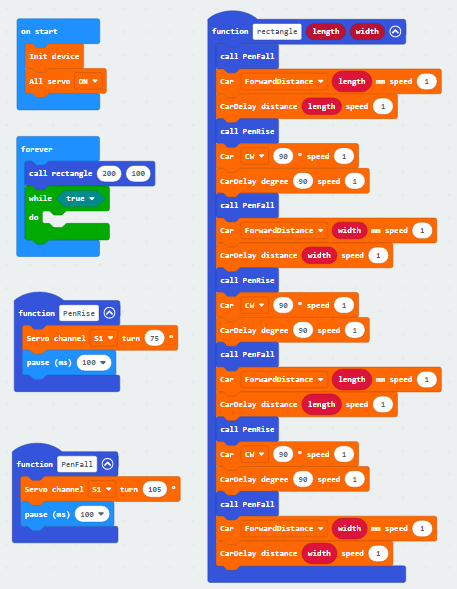 on start
Init device
All servo ON
forever
call rectangle 200 100
while true
do
function PenRise
Servo channel S1 turn 75 °
pause (ms) 100
function PenFall
Servo channel S1 turn 105 °
pause (ms) 100
function rectangle length width
call PenFall
Car ForwardDistance length mm speed 1
CarDelay distance length speed 1
call PenRise
Car CW 90 ° speed 1
CarDelay degree 90 speed 1
call PenFall
Car ForwardDistance width mm speed 1
CarDelay distance width speed 1
call PenRise
Car CW 90 ° speed 1
CarDelay degree 90 speed 1
call PenFall
Car ForwardDistance length mm speed 1
CarDelay distance length speed 1
call PenRise
Car CW 90 ° speed 1
CarDelay degree 90 speed 1
call PenFall
Car ForwardDistance width mm speed 1
CarDelay distance width speed 1